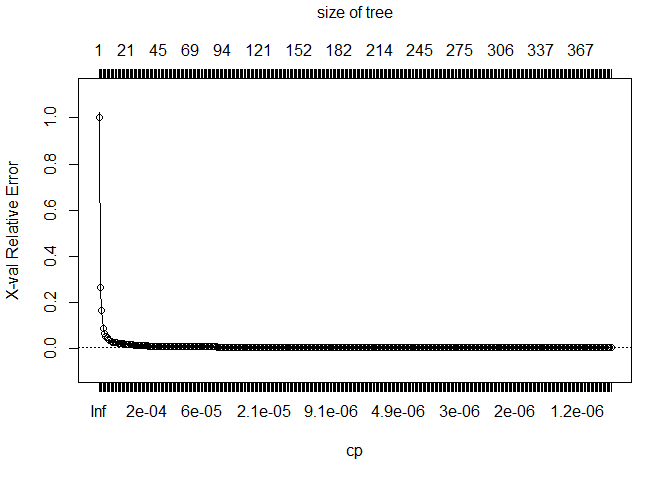 size of tree
1 21 45 69 94 121 152 182 214 245 275 306 337 367
X-val Relative Error
1.0
0.8
0.6
0.4
0.2
0.0
Inf 2e-04 6e-05 2.1e-05 9.1e-06 4.9e-06 3e-06 2e-06 1.2e-06
cp